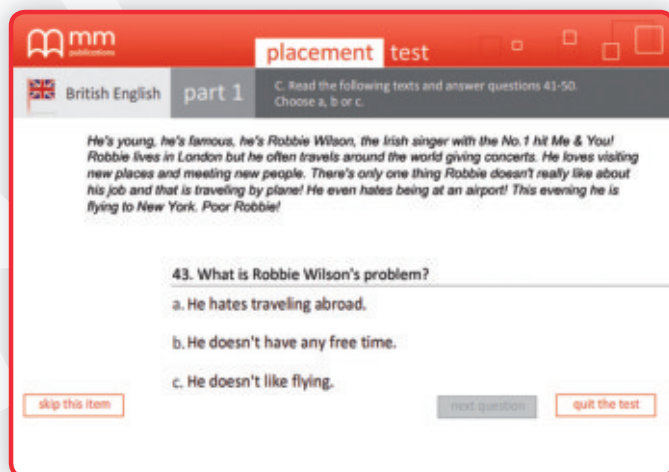 mm
publications
placement test
British English
part 1
C. Read the following texts and answer questions 41-50.
Choose a, b or c.
He's young, he's famous, he's Robbie Wilson, the Irish singer with the No.1 hit Me & You!
Robbie lives in London but he often travels around the world giving concerts. He loves visiting
new places and meeting new people. There's only one thing Robbie doesn't really like about
his job and that is traveling by plane! He even hates being at an airport! This evening he is
flying to New York. Poor Robbie!
43. What is Robbie Wilson's problem?
a. He hates traveling abroad.
b. He doesn't have any free time.
c. He doesn't like flying.
skip this item
next question
quit the test